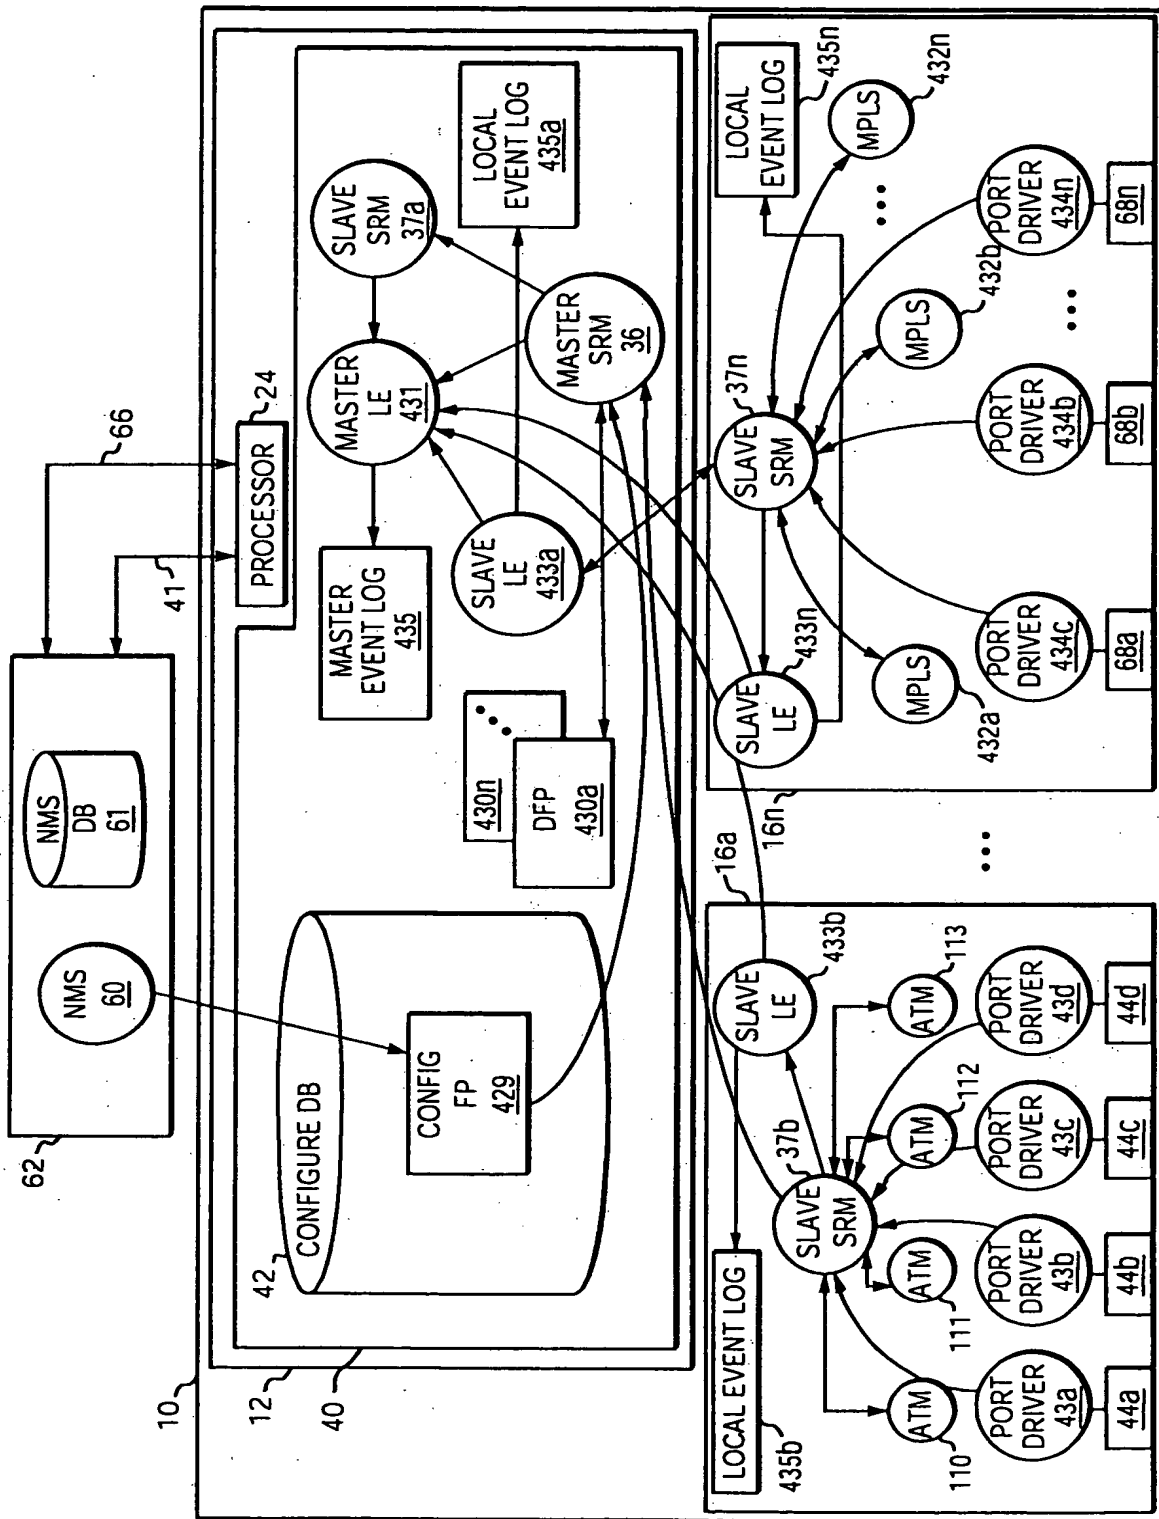 62
NMS
60
NMS
DB
61
41
66
PROCESSOR
24
10
12
40
42
CONFIGURE DB
CONFIG
FP
429
430n
DFP
430a
MASTER
EVENT LOG
435
MASTER
LE
431
SLAVE
SRM
37a
SLAVE
LE
433a
LOCAL
EVENT LOG
435a
MASTER
SRM
36
LOCAL EVENT LOG
435b
SLAVE
SRM
37b
SLAVE
LE
433b
16a
ATM
110
ATM
111
ATM
112
ATM
113
PORT
DRIVER
43a
PORT
DRIVER
43b
PORT
DRIVER
43c
PORT
DRIVER
43d
44a
44b
44c
44d
16n
SLAVE
LE
433n
SLAVE
SRM
37n
LOCAL
EVENT LOG
435n
MPLS
432a
MPLS
432b
MPLS
432n
PORT
DRIVER
434c
PORT
DRIVER
434b
PORT
DRIVER
434n
68a
68b
68n